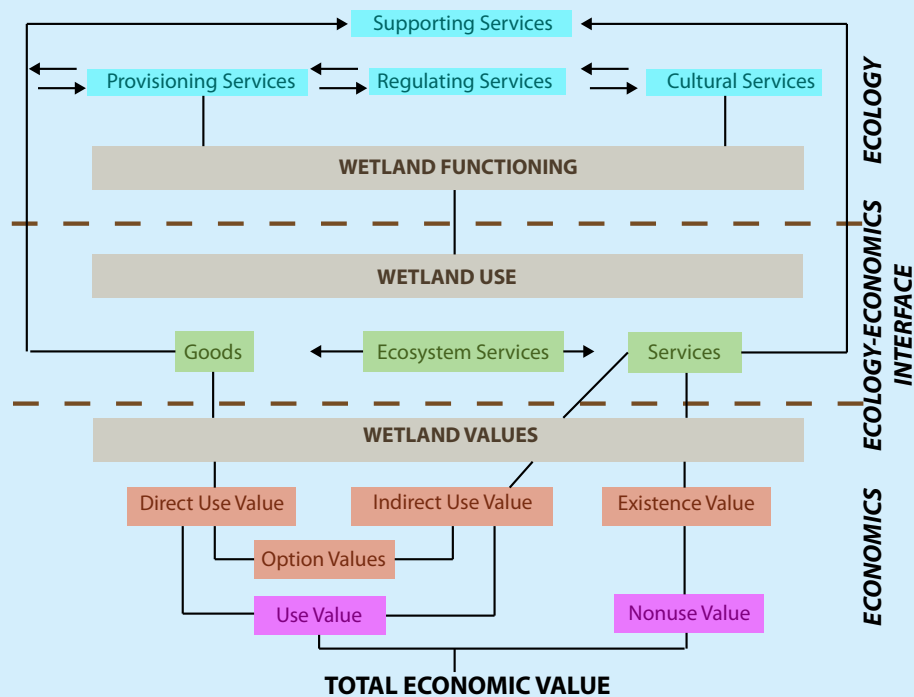 Supporting Services
Provisioning Services
Regulating Services
Cultural Services
ECOLOGY
WETLAND FUNCTIONING
WETLAND USE
Goods
Ecosystem Services
Services
ECOLOGY-ECONOMICS
INTERFACE
WETLAND VALUES
Direct Use Value
Indirect Use Value
Existence Value
ECONOMICS
Option Values
Use Value
Nonuse Value
TOTAL ECONOMIC VALUE